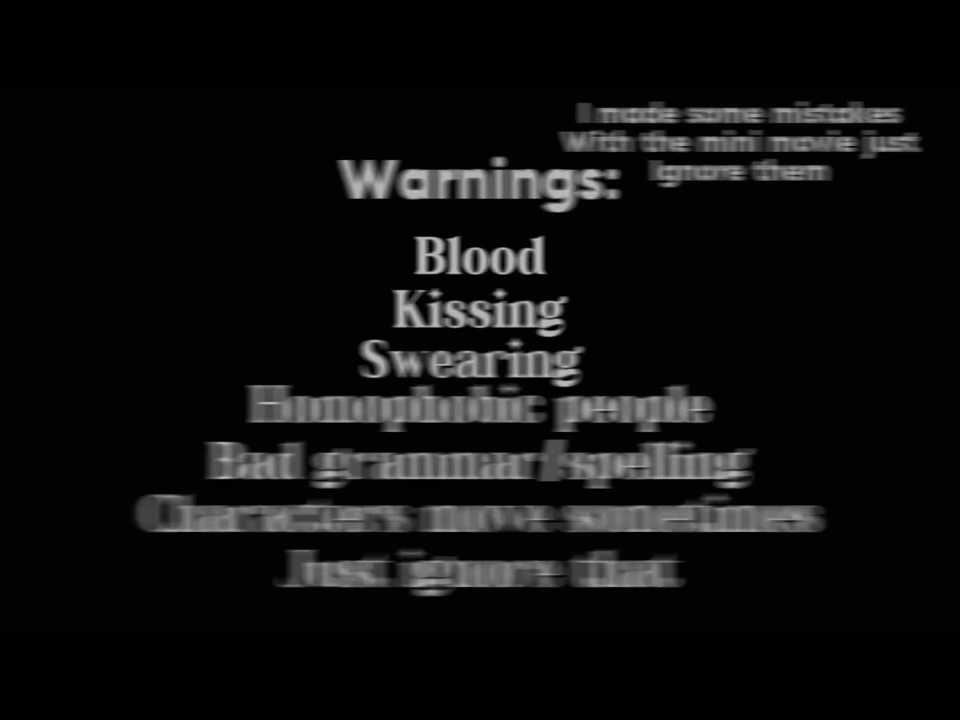 I made some mistakes
With the mini movie just
Ignore them
Warnings:
Blood
Kissing
Swearing
Homophobic people
Bad grammar/spelling
Characters move sometimes
Just ignore that.